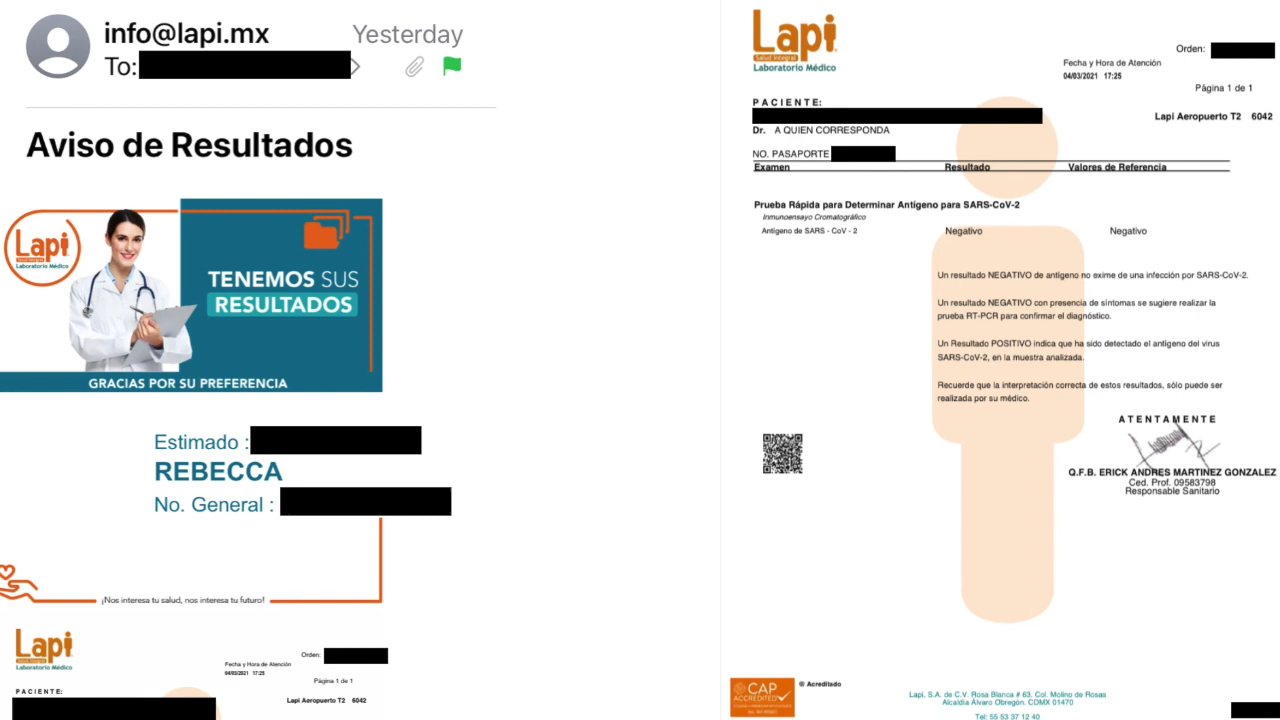 info@lapi.mx
Yesterday
To:
Aviso de Resultados
Lapi
Salud Integral
Laboratorio Médico
TENEMOS SUS
RESULTADOS
GRACIAS POR SU PREFERENCIA
Estimado :
REBECCA
No. General :
¡Nos interesa tu salud, nos interesa tu futuro!
Lapi
Salud Integral
Laboratorio Médico
Orden:
Fecha y Hora de Atención
04/03/2021 17:25
Página 1 de 1
PACIENTE:
Lapi Aeropuerto T2 6042
Lapi
Salud Integral
Laboratorio Médico
Orden:
Fecha y Hora de Atención
04/03/2021 17:25
Página 1 de 1
PACIENTE:
Lapi Aeropuerto T2 6042
Dr. A QUIEN CORRESPONDA
NO. PASAPORTE
Examen Resultado Valores de Referencia
Prueba Rápida para Determinar Antígeno para SARS-CoV-2
Inmunoensayo Cromatográfico
Antígeno de SARS - CoV - 2 Negativo Negativo
Un resultado NEGATIVO de antígeno no exime de una infección por SARS-CoV-2.
Un resultado NEGATIVO con presencia de síntomas se sugiere realizar la
prueba RT-PCR para confirmar el diagnóstico.
Un Resultado POSITIVO indica que ha sido detectado el antígeno del virus
SARS-CoV-2, en la muestra analizada.
Recuerde que la interpretación correcta de estos resultados, sólo puede ser
realizada por su médico.
ATENTAMENTE
Q.F.B. ERICK ANDRES MARTINEZ GONZALEZ
Ced. Prof. 09583798
Responsable Sanitario
CAP
ACCREDITED
® Acreditado
Lapi, S.A. de C.V. Rosa Blanca # 63. Col. Molino de Rosas
Alcaidía Álvaro Obregón. CDMX 01470
Tel: 55 53 37 12 40